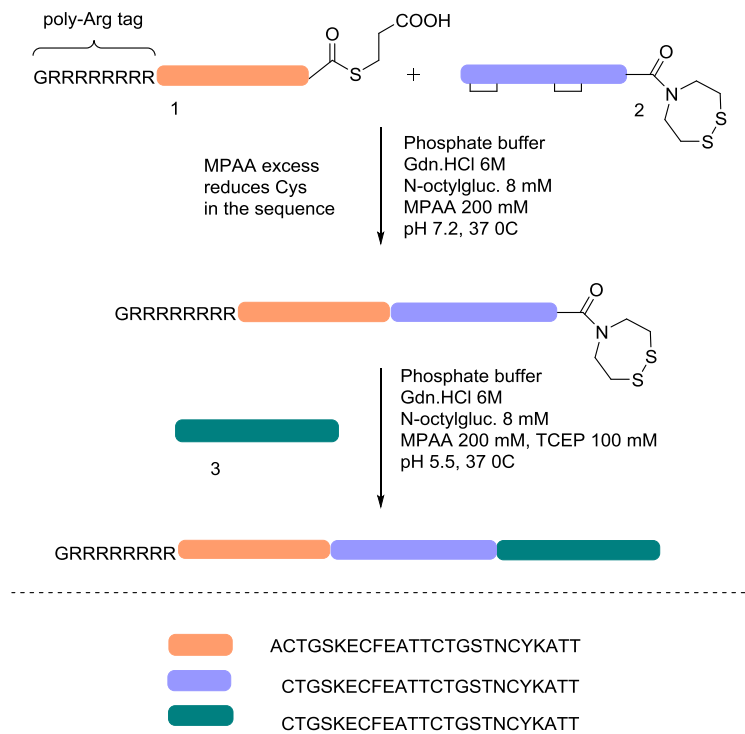 poly-Arg tag
GRRRRRRRR
O
S
COOH
1
+
O
N
S
S
2
MPAA excess
reduces Cys
in the sequence
Phosphate buffer
Gdn.HCl 6M
N-octylgluc. 8 mM
MPAA 200 mM
pH 7.2, 37 0C
GRRRRRRRR
O
N
S
S
3
Phosphate buffer
Gdn.HCl 6M
N-octylgluc. 8 mM
MPAA 200 mM, TCEP 100 mM
pH 5.5, 37 0C
GRRRRRRRR
ACTGSKECFEATTCTGSTNCYKATT
CTGSKECFEATTCTGSTNCYKATT
CTGSKECFEATTCTGSTNCYKATT